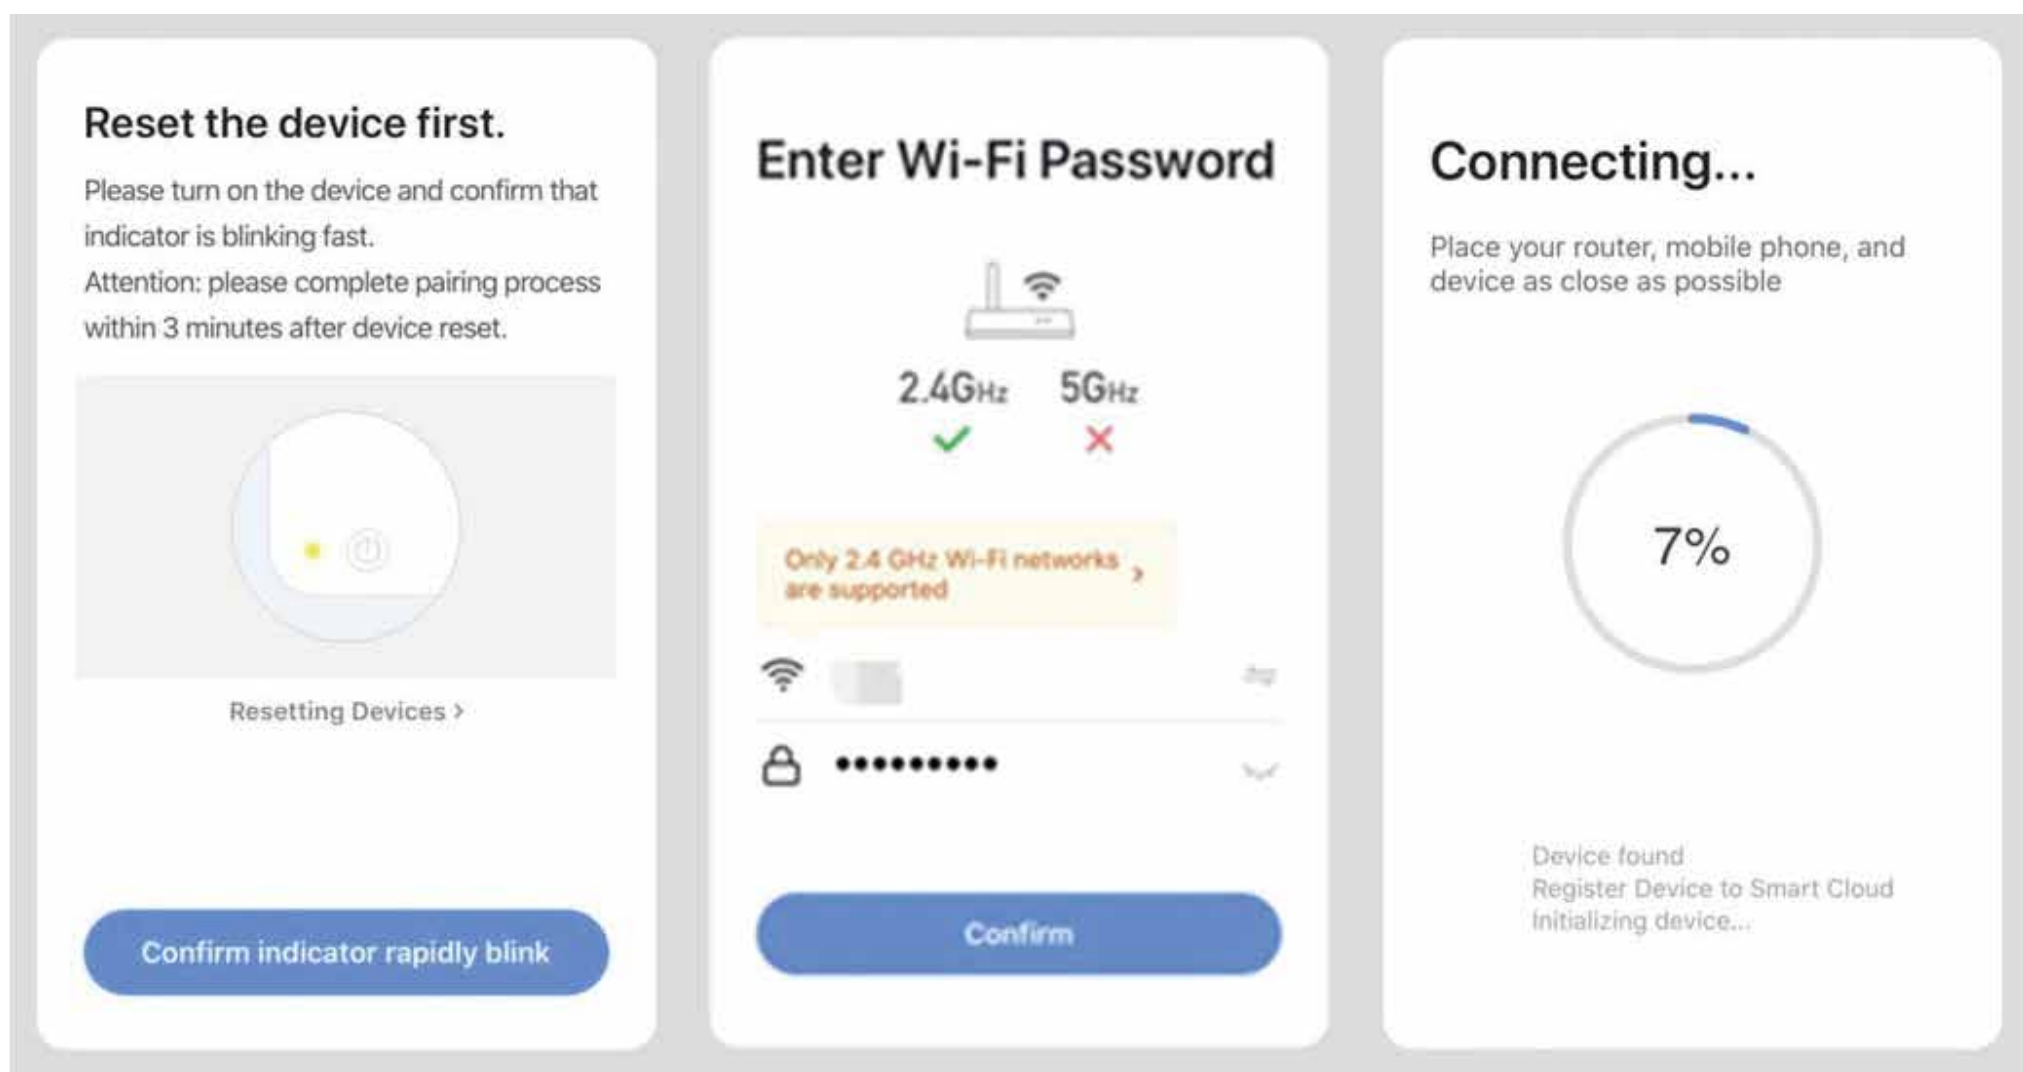 Reset the device first.
Please turn on the device and confirm that
indicator is blinking fast.
Attention: please complete pairing process
within 3 minutes after device reset.
Resetting Devices >
Confirm indicator rapidly blink
Enter Wi-Fi Password
2.4GHz 5GHz
Only 2.4 GHz Wi-Fi networks
are supported
•••••••••
Confirm
Connecting...
Place your router, mobile phone, and
device as close as possible
7%
Device found
Register Device to Smart Cloud
Initializing device...